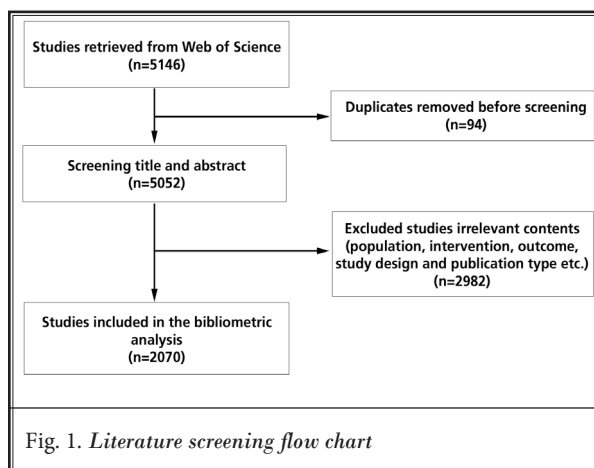 Studies retrieved from Web of Science
(n=5146)
Duplicates removed before screening
(n=94)
Screening title and abstract
(n=5052)
Excluded studies irrelevant contents
(population, intervention, outcome,
study design and publication type etc.)
(n=2982)
Studies included in the bibliometric
analysis
(n=2070)
Fig. 1. Literature screening flow chart